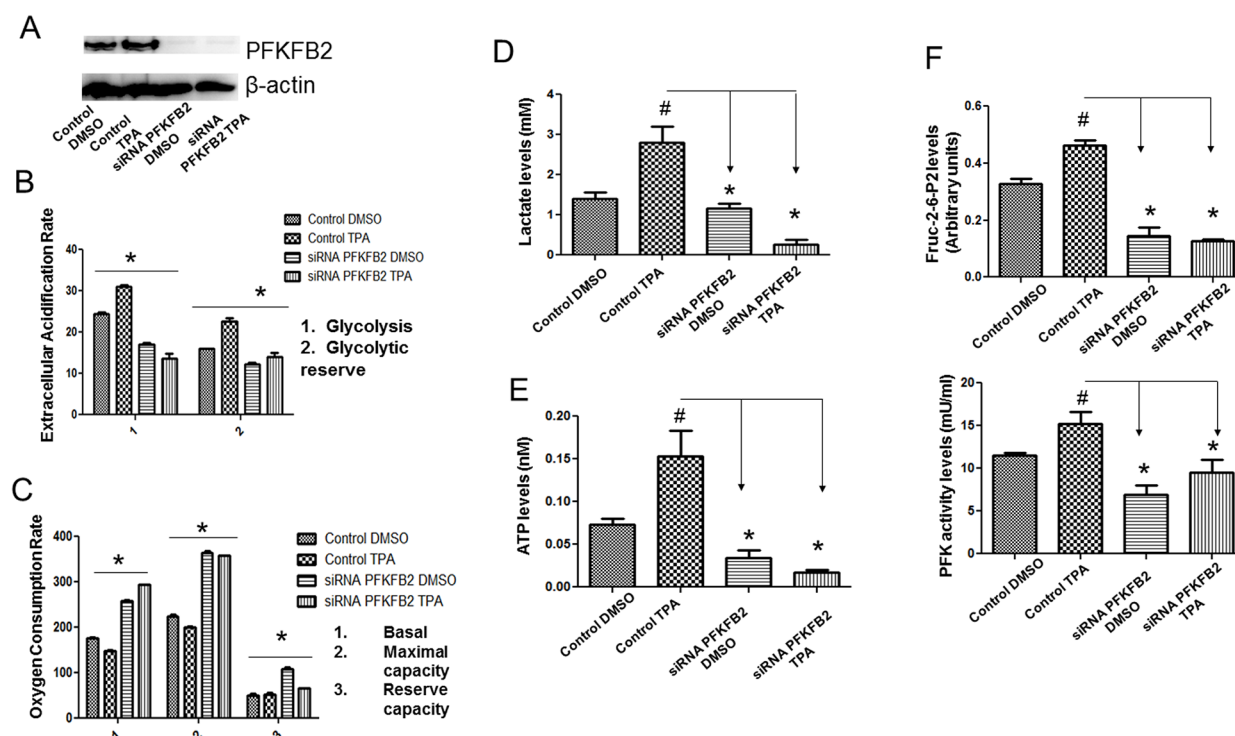 A
PFKFB2
β-actin
Control
DMSO
Control
TPA
siRNA PFKFB2
DMSO
siRNA
PFKFB2 TPA
B
Extracellular Acidification Rate
40
30
20
10
0
1
2
Control DMSO
Control TPA
siRNA PFKFB2 DMSO
siRNA PFKFB2 TPA
*
*
1. Glycolysis
2. Glycolytic
reserve
C
Oxygen Consumption Rate
400
300
200
100
0
1
2
3
*
*
*
Control DMSO
Control TPA
siRNA PFKFB2 DMSO
siRNA PFKFB2 TPA
1. Basal
2. Maximal
capacity
3. Reserve
capacity
D
Lactate levels (mM)
4
3
2
1
0
#
*
*
Control DMSO
Control TPA
siRNA PFKFB2
DMSO
siRNA PFKFB2
TPA
E
ATP levels (nM)
0.20
0.15
0.10
0.05
0.00
#
*
*
Control DMSO
Control TPA
siRNA PFKFB2
DMSO
siRNA PFKFB2
TPA
F
Fruc-2-6-P2 levels
(Arbitrary units)
0.6
0.4
0.2
0.0
#
*
*
Control DMSO
Control TPA
siRNA PFKFB2
DMSO
siRNA PFKFB2
TPA
PFK activity levels (mU/ml)
20
15
10
5
0
#
*
*
Control DMSO
Control TPA
siRNA PFKFB2
DMSO
siRNA PFKFB2
TPA